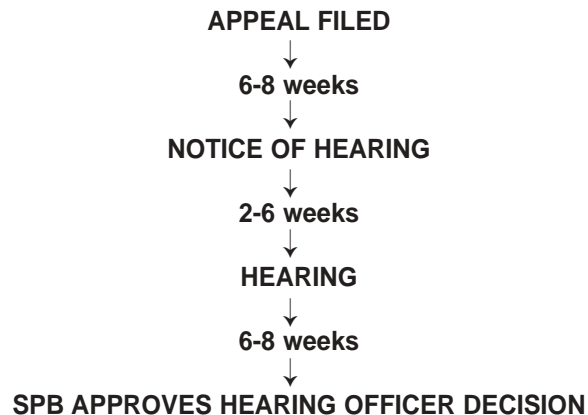 APPEAL FILED
6-8 weeks
NOTICE OF HEARING
2-6 weeks
HEARING
6-8 weeks
SPB APPROVES HEARING OFFICER DECISION